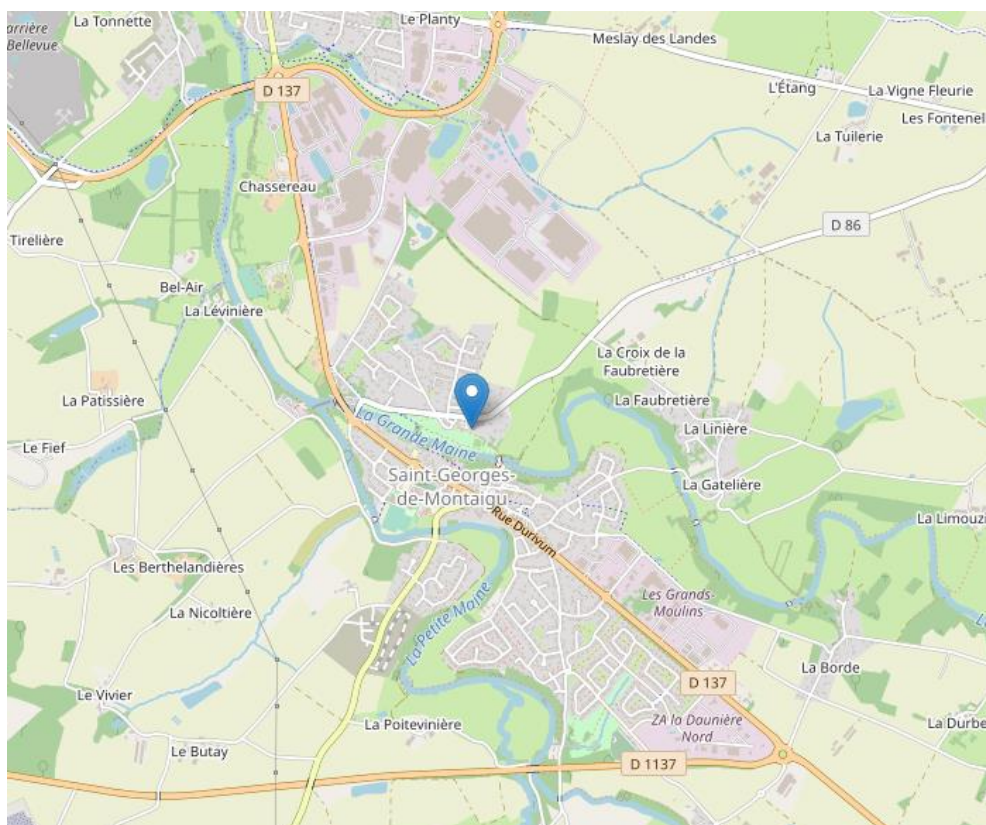 La Tonnette
Le Planty
Meslay des Landes
Bellevue
D 137
L'Étang
La Vigne Fleurie
Les Fontenell
La Tuilerie
Chassereau
D 86
Tirelière
Bel-Air
La Lévinière
La Croix de la
Faubretière
La Patissière
La Faubretière
La Grande Maine
La Linière
Le Fief
Saint-Georges-
de-Montaigu
La Gatelière
La Limouzi
Rue Durivum
Les Berthelandières
Les Grands-
Moulins
La Nicoltière
La Petite Maine
La Borde
D 137
Le Vivier
La Poitevinière
ZA la Daunière
Nord
La Durbe
Le Butay
D 1137